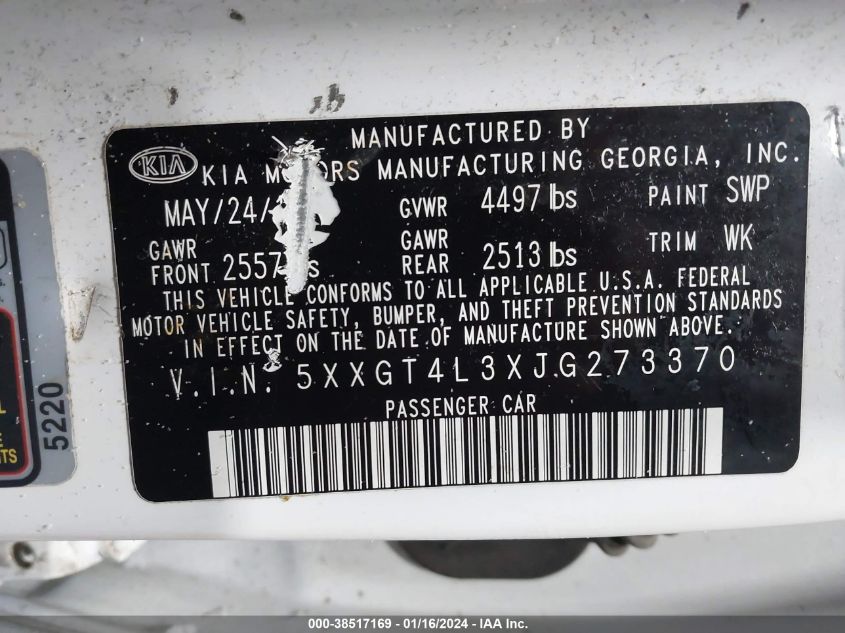 MANUFACTURED BY
KIA KIA MOTORS MANUFACTURING GEORGIA, INC.
MAY/24/ GVWR 4497 lbs PAINT SWP
GAWR FRONT 2557 lbs GAWR REAR 2513 lbs TRIM WK
THIS VEHICLE CONFORMS TO ALL APPLICABLE U.S.A. FEDERAL
MOTOR VEHICLE SAFETY, BUMPER, AND THEFT PREVENTION STANDARDS
IN EFFECT ON THE DATE OF MANUFACTURE SHOWN ABOVE.
V.I.N. 5XXGT4L3XJG273370
PASSENGER CAR
5220
000-38517169 - 01/16/2024 - IAA Inc.